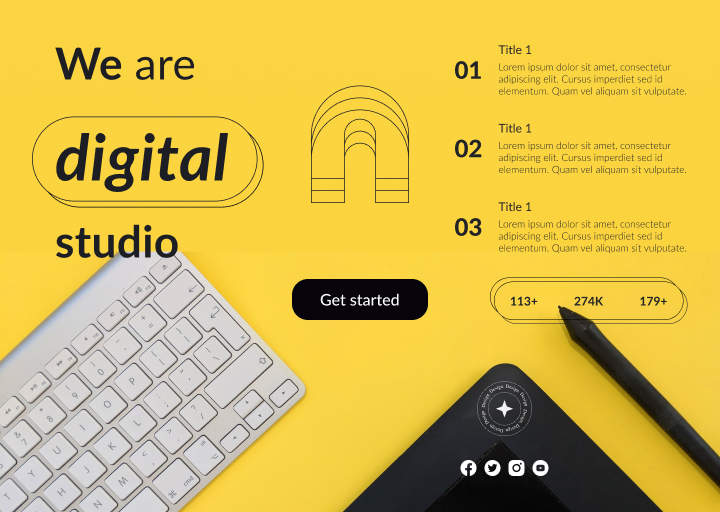 We are
digital
studio
Title 1
01
Lorem ipsum dolor sit amet, consectetur
adipiscing elit. Cursus imperdiet sed id
elementum. Quam vel aliquam sit vulputate.
Title 1
02
Lorem ipsum dolor sit amet, consectetur
adipiscing elit. Cursus imperdiet sed id
elementum. Quam vel aliquam sit vulputate.
Title 1
03
Lorem ipsum dolor sit amet, consectetur
adipiscing elit. Cursus imperdiet sed id
elementum. Quam vel aliquam sit vulputate.
Get started
113+ 274K 179+
Design Design Design Design Design Design